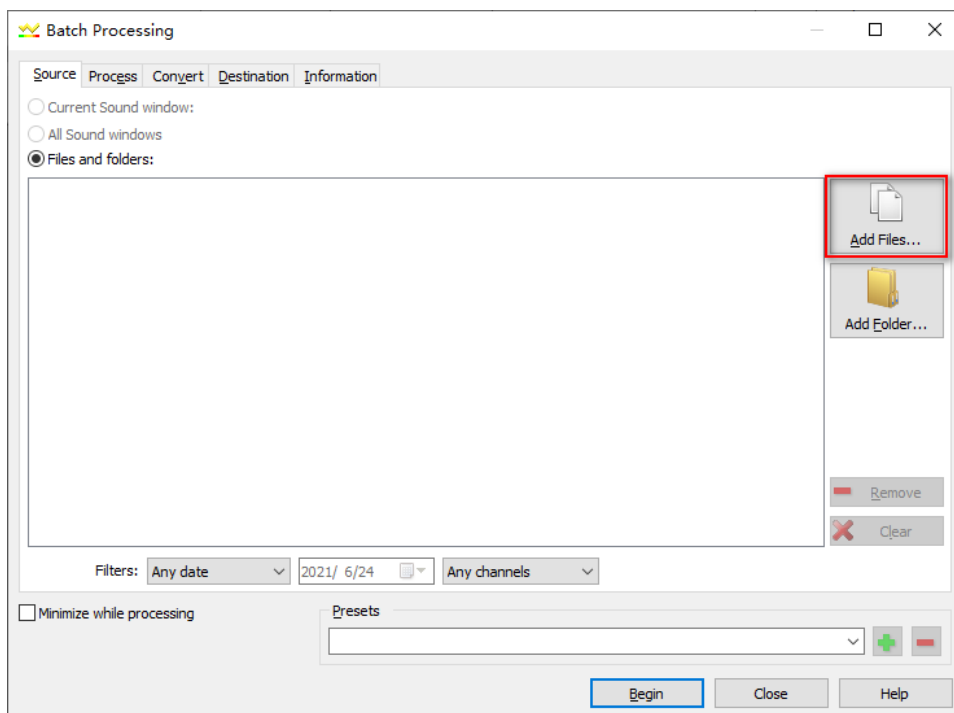 Batch Processing
Source Process Convert Destination Information
Current Sound window:
All Sound windows
Files and folders:
Add Files...
Add Folder...
Remove
Clear
Filters: Any date 2021/ 6/24 Any channels
Minimize while processing
Presets
Begin Close Help